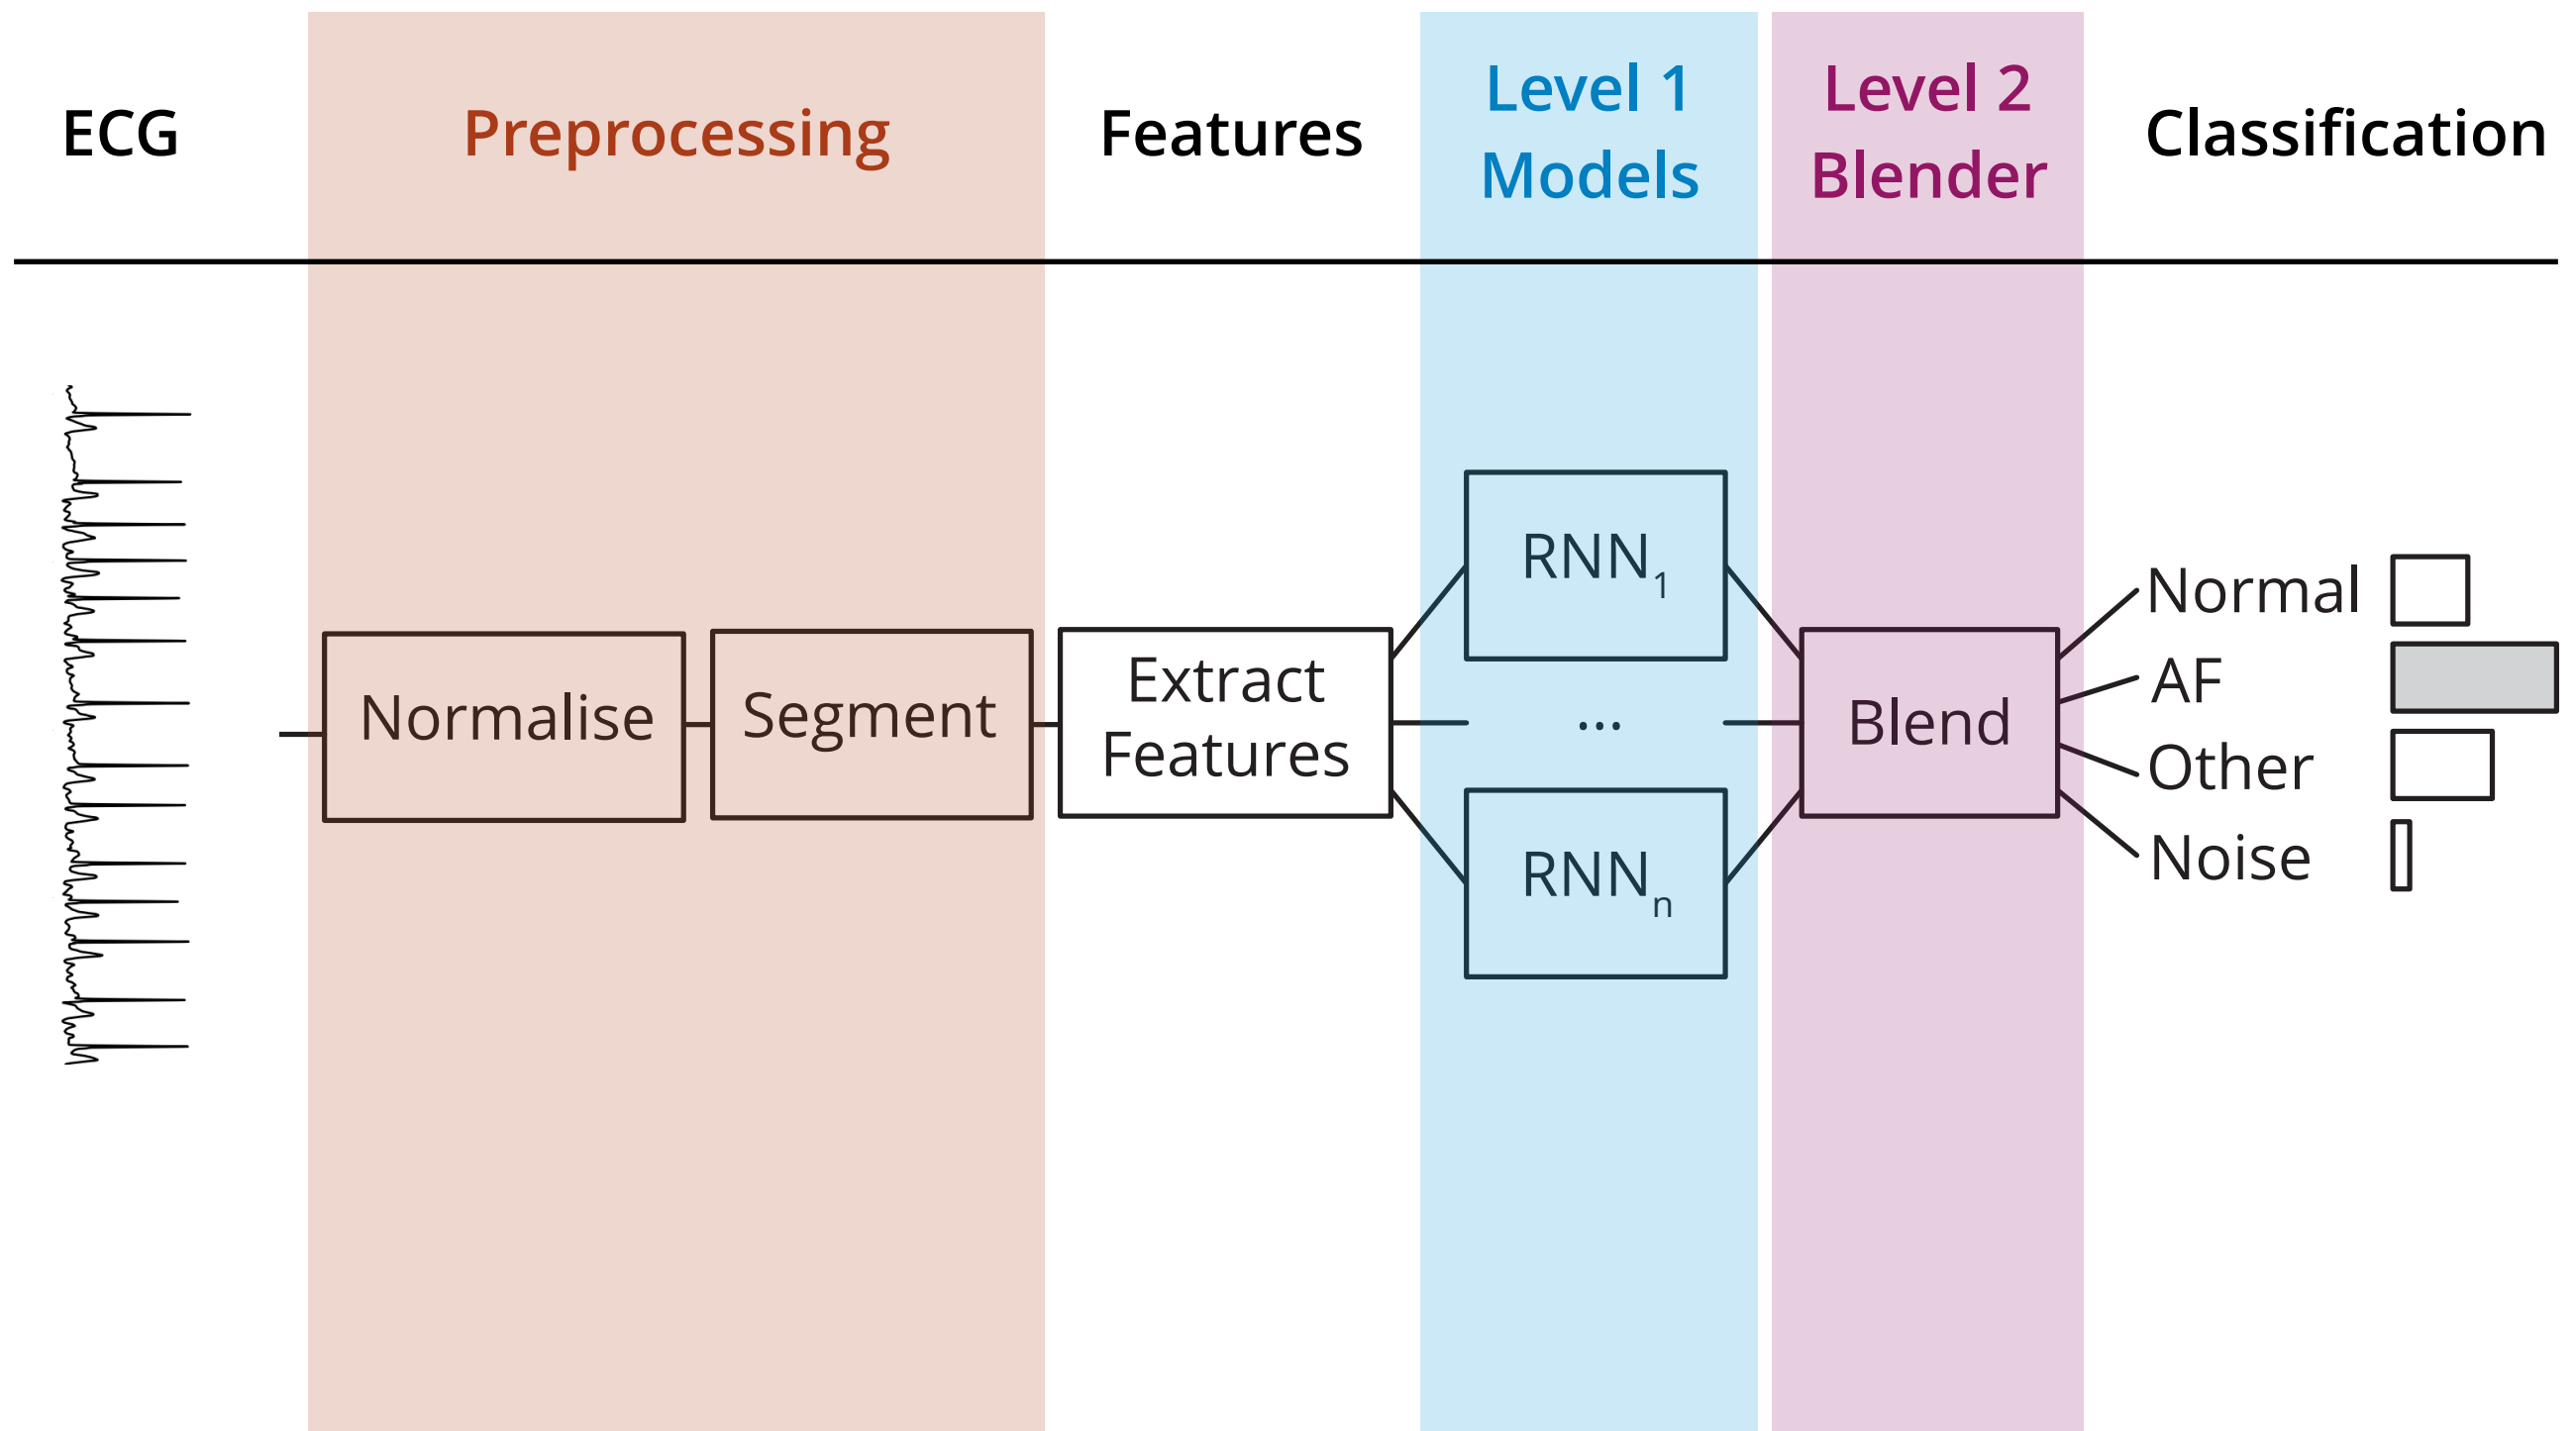 ECG
Preprocessing
Features
Level 1
Models
Level 2
Blender
Classification
Normalise
Segment
Extract
Features
RNN1
...
RNNn
Blend
Normal
AF
Other
Noise